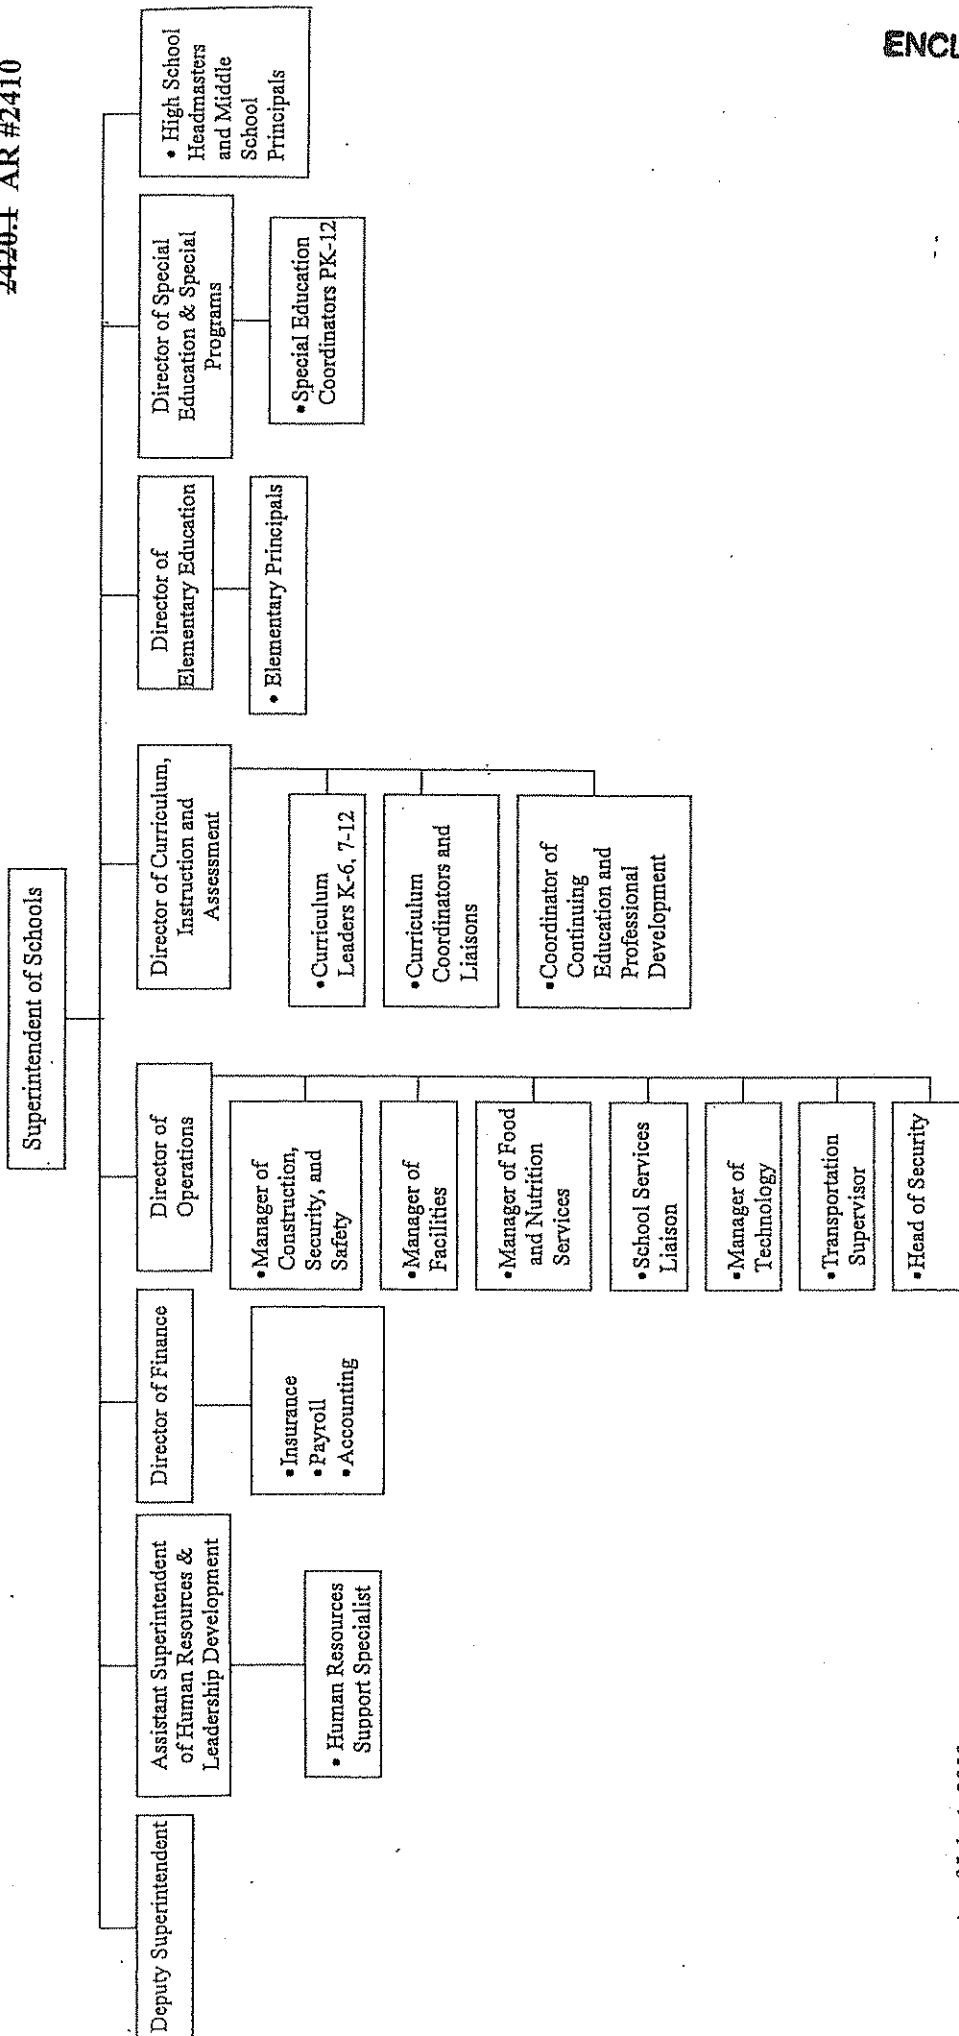 2420.1 AR #2410
ENCL
Superintendent of Schools
Deputy Superintendent
Assistant Superintendent
of Human Resources &
Leadership Development
• Human Resources
Support Specialist
Director of Finance
•Insurance
•Payroll
•Accounting
Director of
Operations
•Manager of
Construction,
Security, and
Safety
•Manager of
Facilities
•Manager of Food
and Nutrition
Services
•School Services
Liaison
•Manager of
Technology
•Transportation
Supervisor
•Head of Security
Director of Curriculum,
Instruction and
Assessment
•Curriculum
Leaders K-6, 7-12
•Curriculum
Coordinators and
Liaisons
•Coordinator of
Continuing
Education and
Professional
Development
Director of
Elementary Education
• Elementary Principals
Director of Special
Education & Special
Programs
•Special Education
Coordinators PK-12
• High School
Headmasters
and Middle
School
Principals